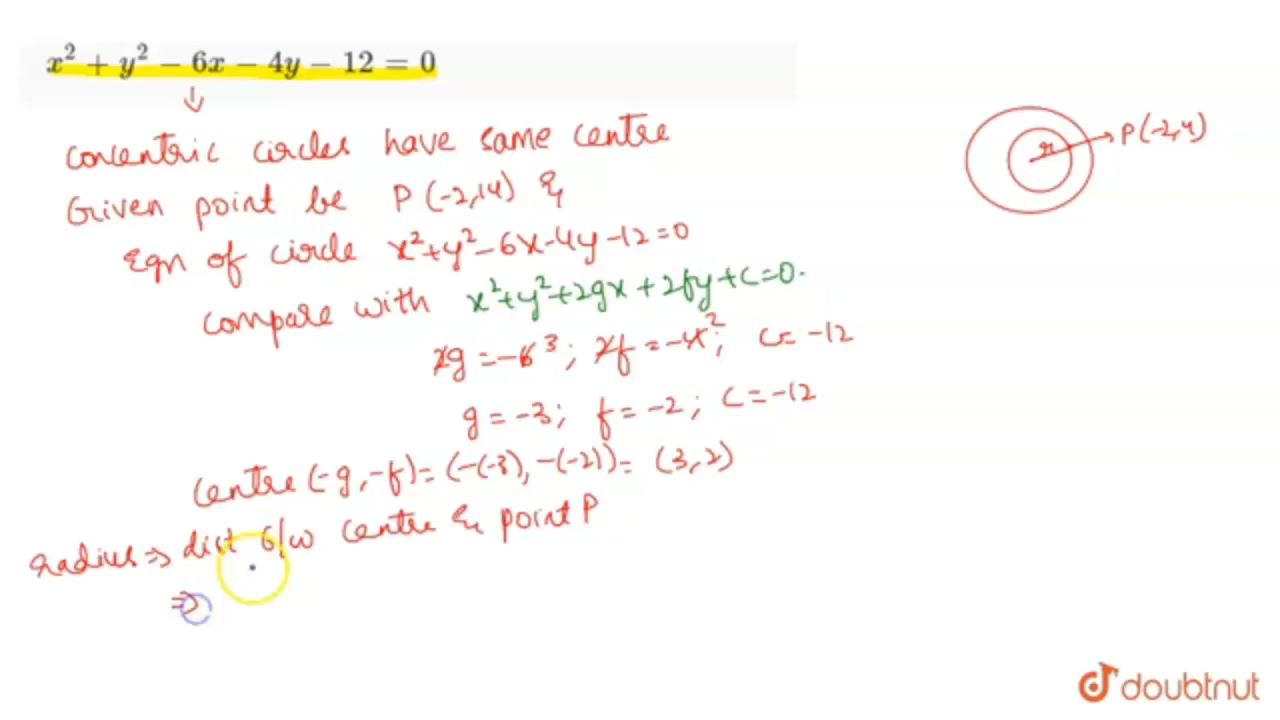 x² + y² − 6x − 4y − 12 = 0
↓
concentric circles have same centre
Given point be P (-2,14) &
Eqn of circle x²+y²-6x-4y-12=0
compare with x²+y²+2gx+2fy+c=0.
2g = -6 3 ; 2f = -4 2 ; c= -12
g = -3 ; f = -2 ; c = -12
Centre (-g,-f) = (-(-3), -(-2)) = (3,2)
radius ⇒ dist b/w centre & point P
⇒
r
P(-2,4)
doubtnut